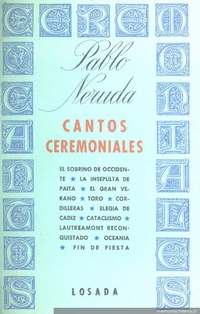 Pablo
Neruda
CANTOS
CEREMONIALES
EL SOBRINO DE OCCIDEN-
TE ★ LA INSEPULTA DE
PAITA ★ EL GRAN VE-
RANO ★ TORO ★ COR-
DILLERAS ★ ELEGIA DE
CADIZ ★ CATACLISMO ★
LAUTREAMONT RECON-
QUISTADO ★ OCEANIA
★ FIN DE FIESTA
LOSADA